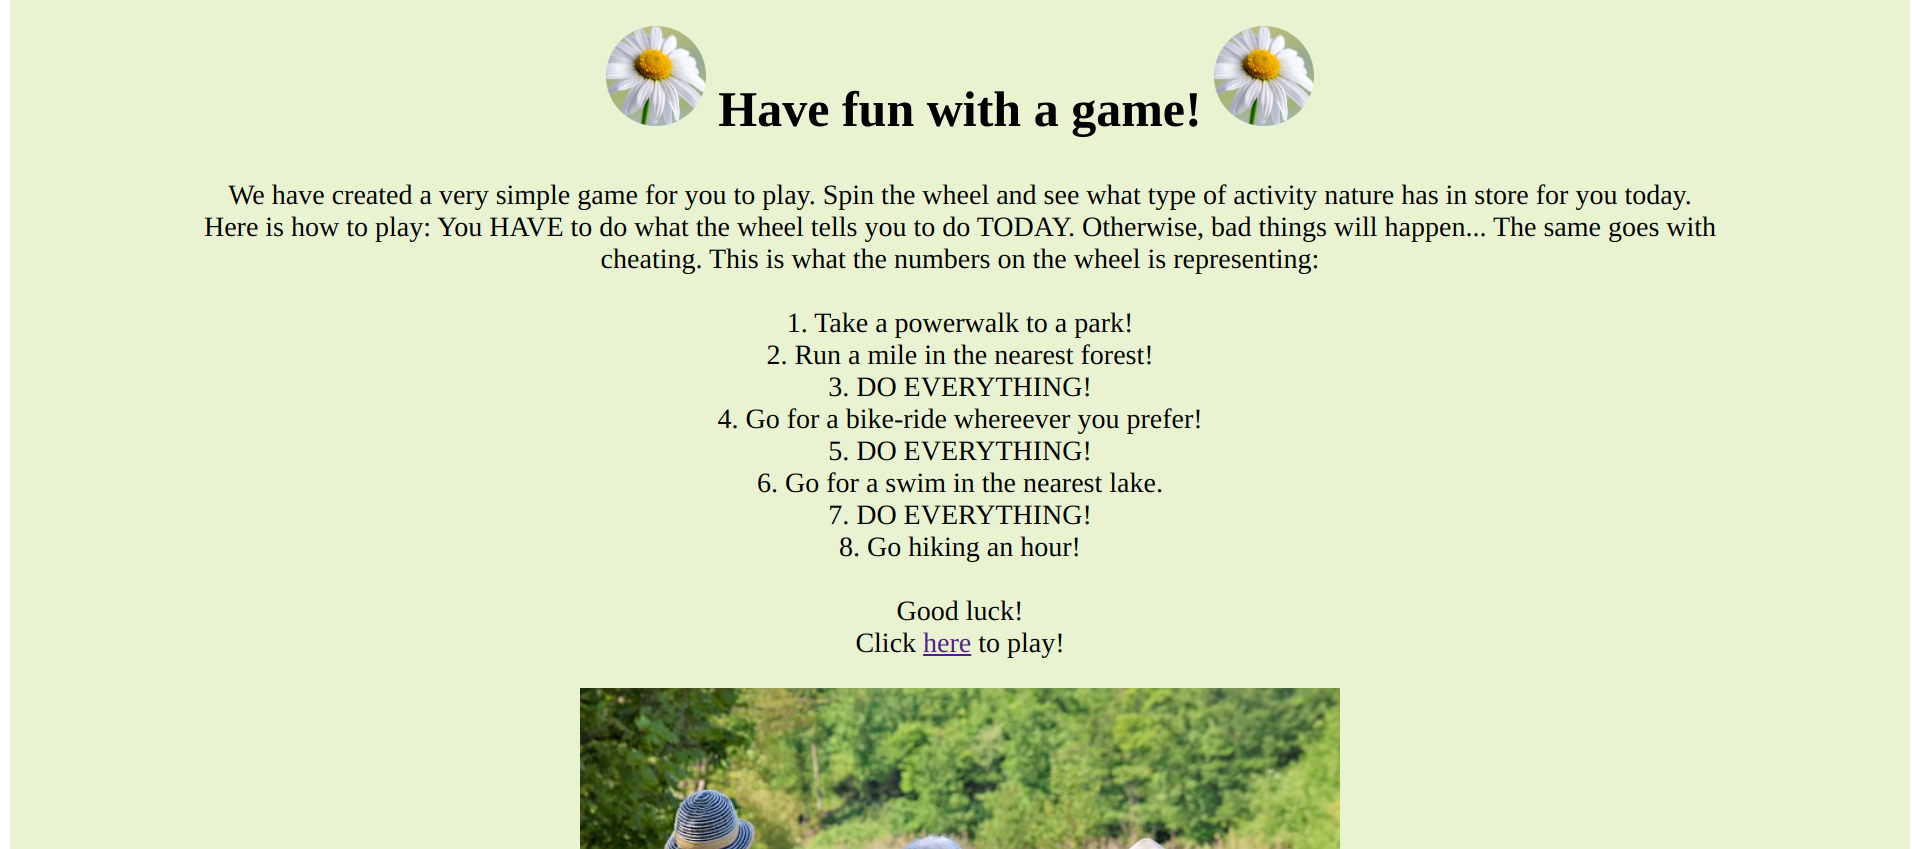 Have fun with a game!
We have created a very simple game for you to play. Spin the wheel and see what type of activity nature has in store for you today.
Here is how to play: You HAVE to do what the wheel tells you to do TODAY. Otherwise, bad things will happen... The same goes with
cheating. This is what the numbers on the wheel is representing:
1. Take a powerwalk to a park!
2. Run a mile in the nearest forest!
3. DO EVERYTHING!
4. Go for a bike-ride whereever you prefer!
5. DO EVERYTHING!
6. Go for a swim in the nearest lake.
7. DO EVERYTHING!
8. Go hiking an hour!
Good luck!
Click here to play!